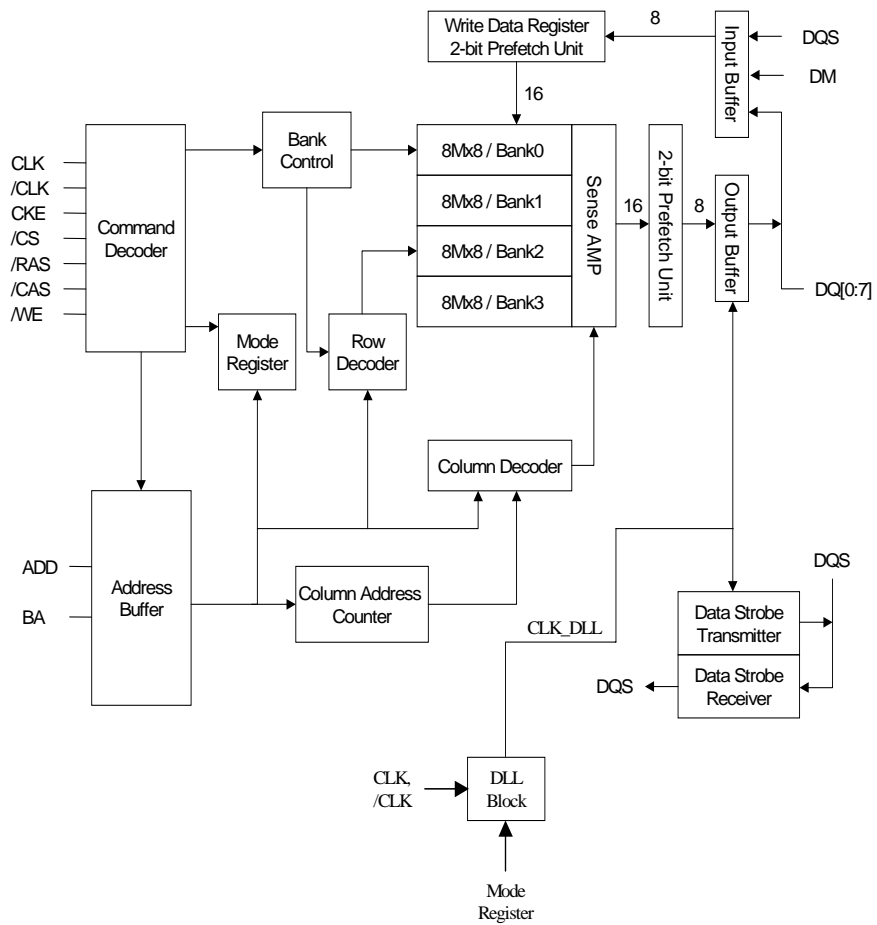 Write Data Register
2-bit Prefetch Unit
8
Input Buffer
DQS
DM
16
Bank
Control
8Mx8 / Bank0
8Mx8 / Bank1
8Mx8 / Bank2
8Mx8 / Bank3
Sense AMP
16
2-bit Prefetch Unit
8
Output Buffer
DQ[0:7]
CLK
/CLK
CKE
/CS
/RAS
/CAS
/WE
Command
Decoder
Mode
Register
Row
Decoder
Column Decoder
ADD
BA
Address
Buffer
Column Address
Counter
CLK_DLL
DQS
Data Strobe
Transmitter
Data Strobe
Receiver
DQS
CLK,
/CLK
DLL
Block
Mode
Register